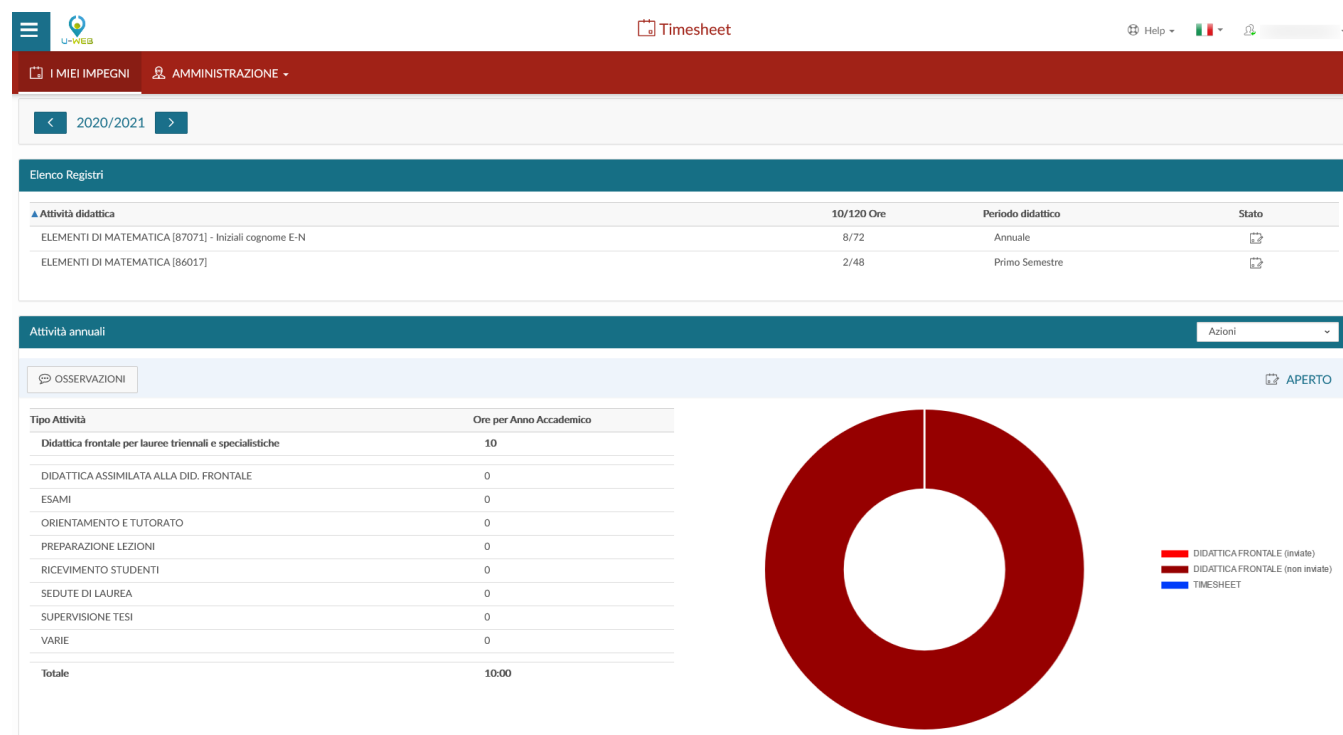 U-WEB
Timesheet
Help
I MIEI IMPEGNI AMMINISTRAZIONE
2020/2021
Elenco Registri
Attività didattica 10/120 Ore Periodo didattico Stato
ELEMENTI DI MATEMATICA [87071] - Iniziali cognome E-N 8/72 Annuale
ELEMENTI DI MATEMATICA [86017] 2/48 Primo Semestre
Attività annuali Azioni
OSSERVAZIONI APERTO
Tipo Attività Ore per Anno Accademico
Didattica frontale per lauree triennali e specialistiche 10
DIDATTICA ASSIMILATA ALLA DID. FRONTALE 0
ESAMI 0
ORIENTAMENTO E TUTORATO 0
PREPARAZIONE LEZIONI 0
RICEVIMENTO STUDENTI 0
SEDUTE DI LAUREA 0
SUPERVISIONE TESI 0
VARIE 0
Totale 10:00
DIDATTICA FRONTALE (inviate)
DIDATTICA FRONTALE (non inviate)
TIMESHEET